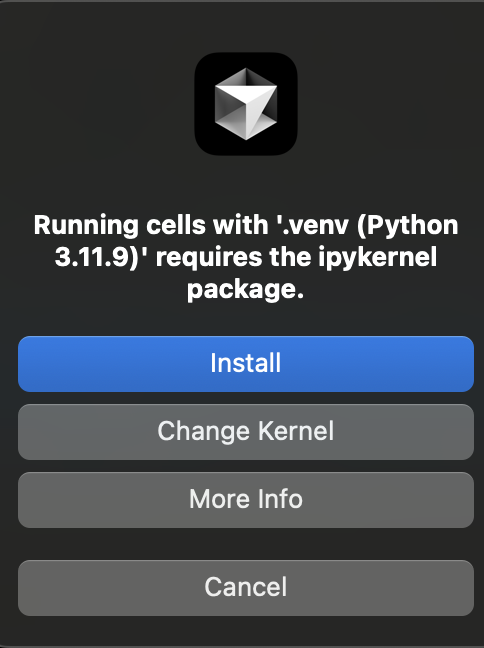 Running cells with '.venv (Python
3.11.9)' requires the ipykernel
package.
Install
Change Kernel
More Info
Cancel